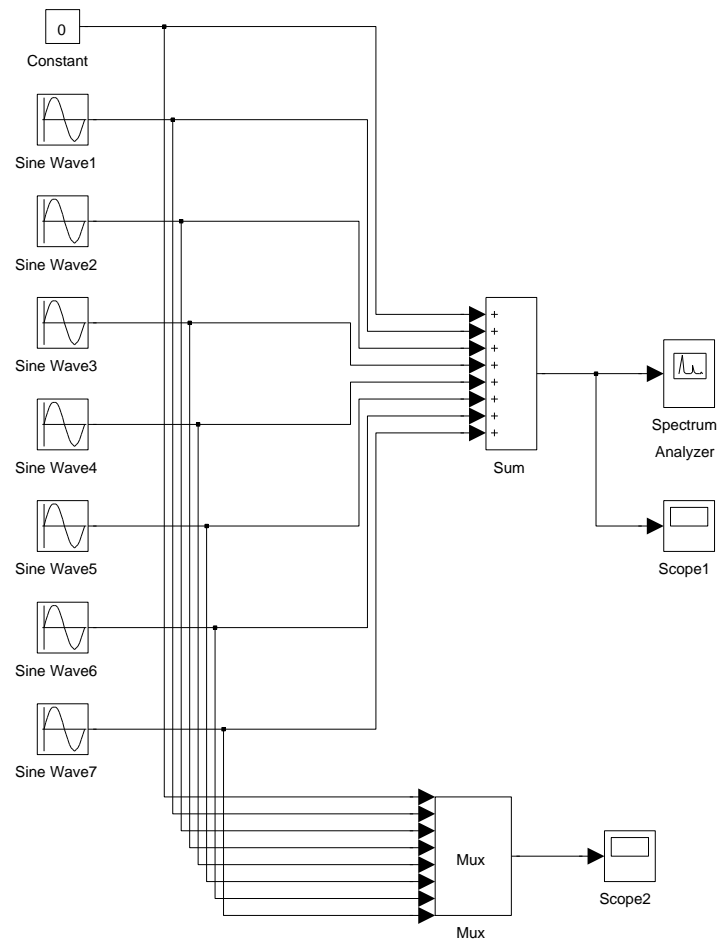 0
Constant
Sine Wave1
Sine Wave2
Sine Wave3
Sine Wave4
Sine Wave5
Sine Wave6
Sine Wave7
+
+
+
+
+
+
+
+
Sum
Spectrum
Analyzer
Scope1
Mux
Mux
Scope2